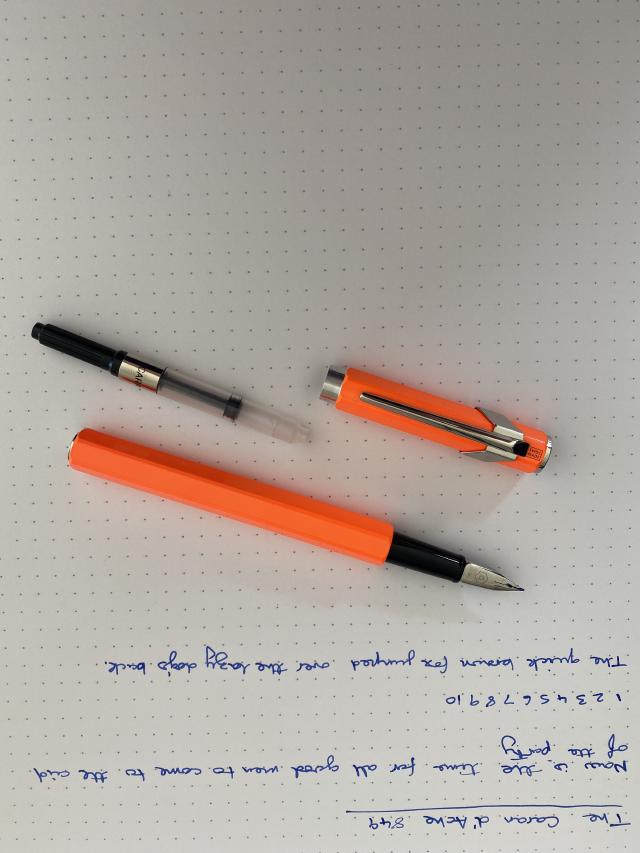 The Caran d'Ache 849
Now is the time for all good men to come to the aid
of the party
1 2 3 4 5 6 7 8 9 10
The quick brown fox jumped over the lazy dog's back.
CAR